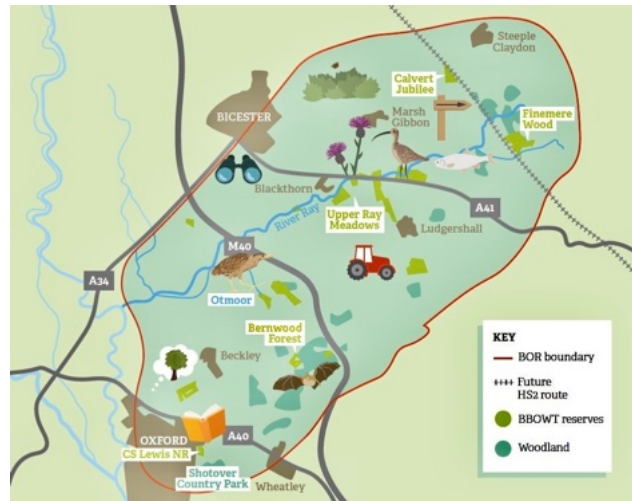 Steeple
Claydon
Calvert
Jubilee
BICESTER
Marsh
Gibbon
Finemere
Wood
Blackthorn
Upper Ray
Meadows
A41
River Ray
Ludgershall
M40
A34
Otmoor
Bernwood
Forest
Beckley
OXFORD
A40
CS Lewis NR
Shotover
Country Park
Wheatley
KEY
BOR boundary
Future
HS2 route
BBOWT reserves
Woodland